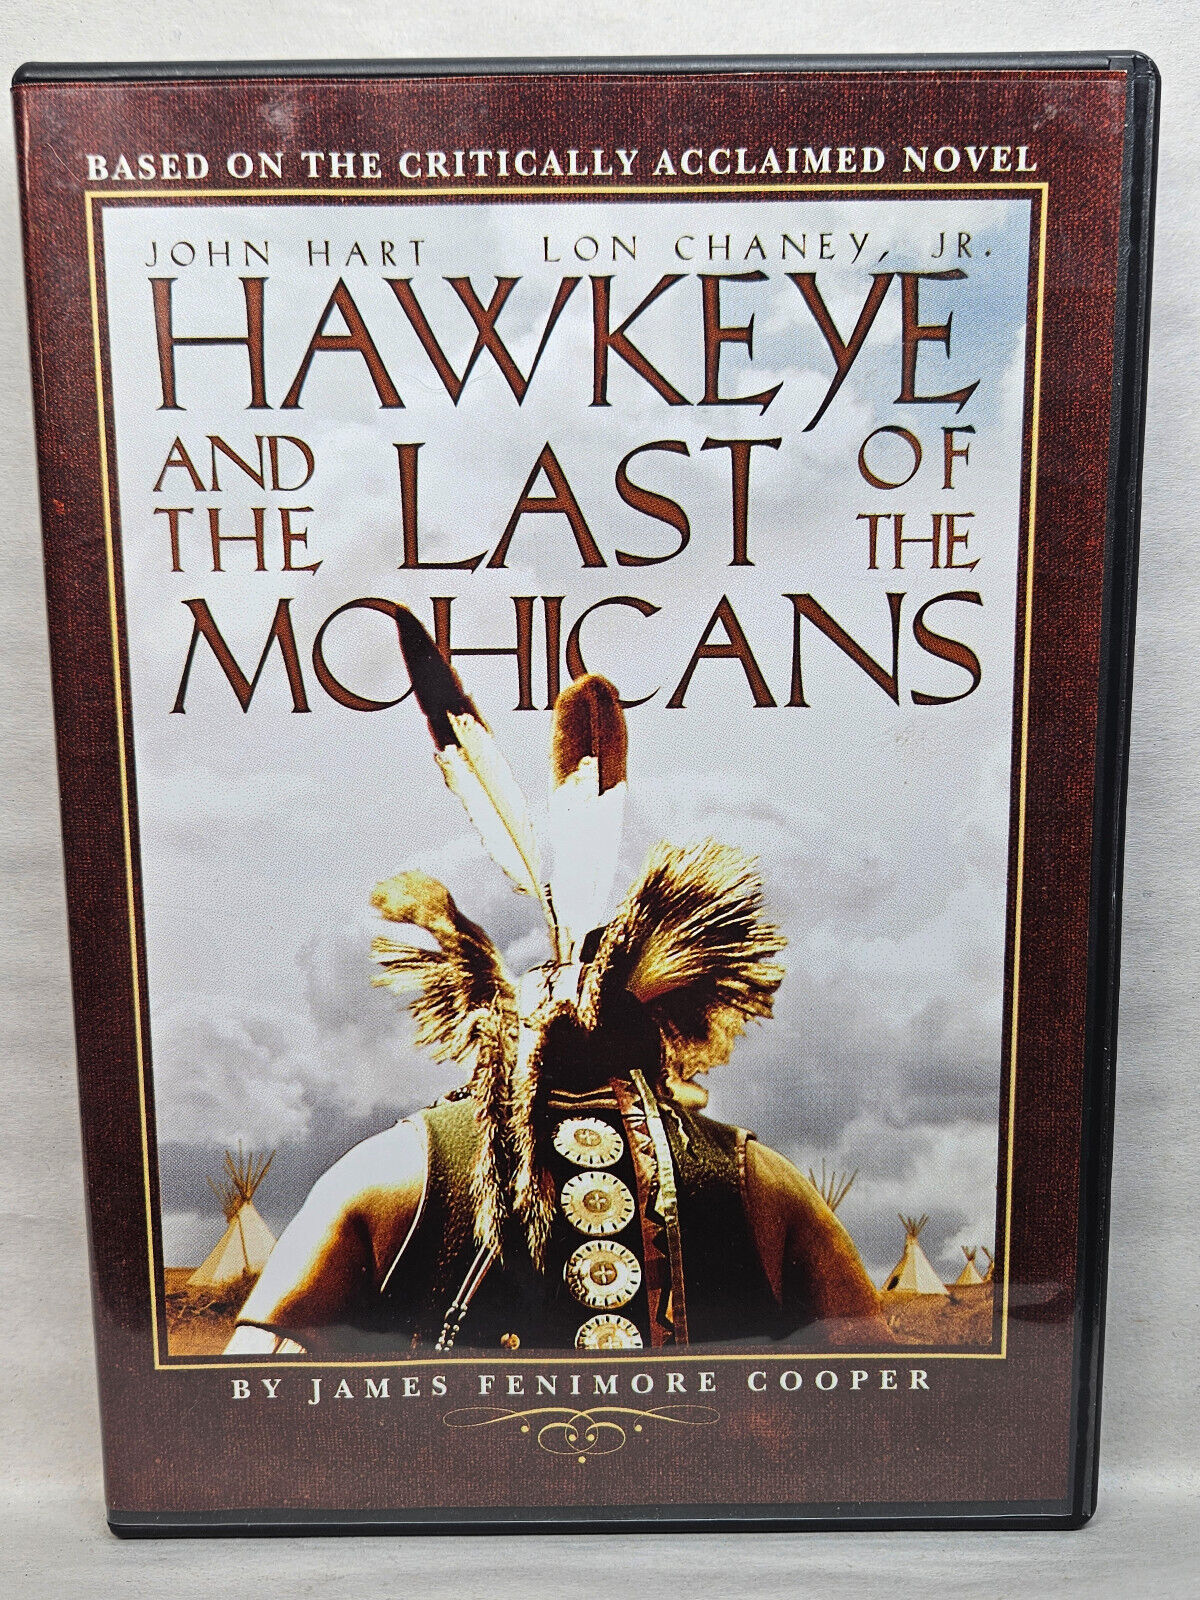 BASED ON THE CRITICALLY ACCLAIMED NOVEL
JOHN HART LON CHANEY, JR.
HAWKEYE
AND THE LAST OF THE
MOHICANS
BY JAMES FENIMORE COOPER